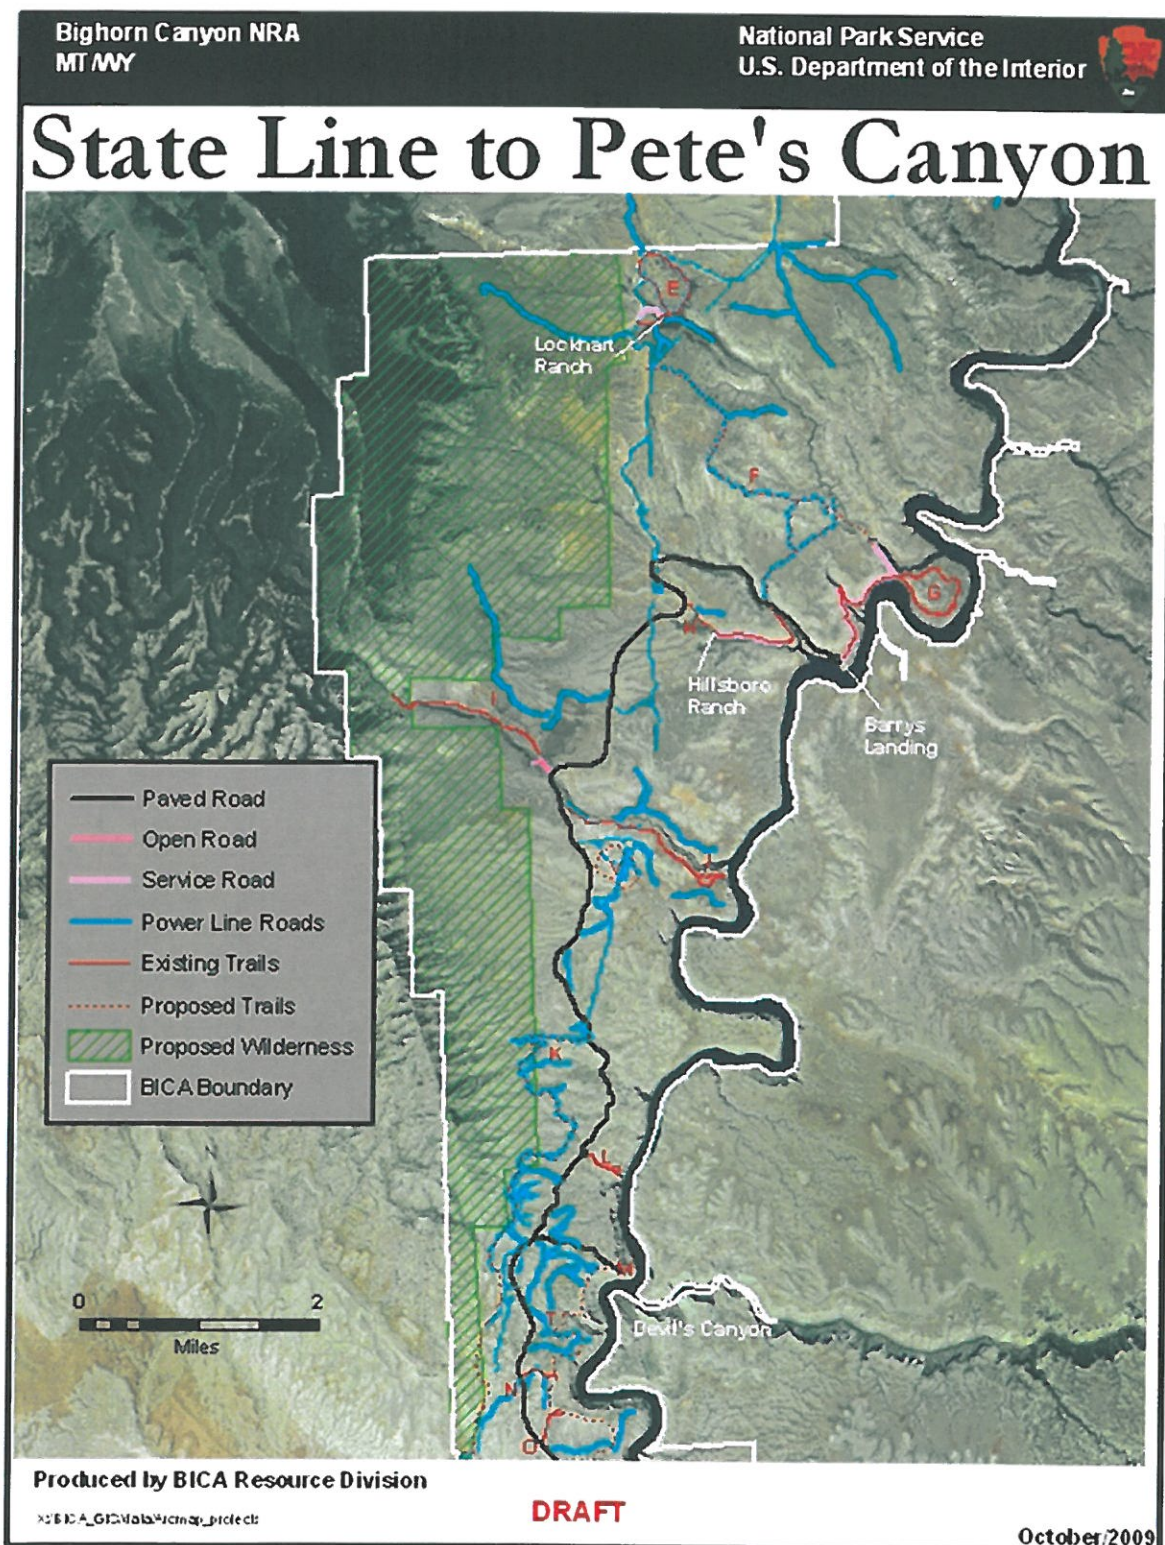 Bighorn Canyon NRA
MT/WY
National Park Service
U.S. Department of the Interior
State Line to Pete's Canyon
E
Lockhart
Ranch
F
G
H
Hillsboro
Ranch
Barrys
Landing
I
J
Paved Road
Open Road
Service Road
Power Line Roads
Existing Trails
Proposed Trails
Proposed Wilderness
BICA Boundary
K
L
M
0 2
Miles
Devil's Canyon
T
N
O
Produced by BICA Resource Division
DRAFT
October/2009